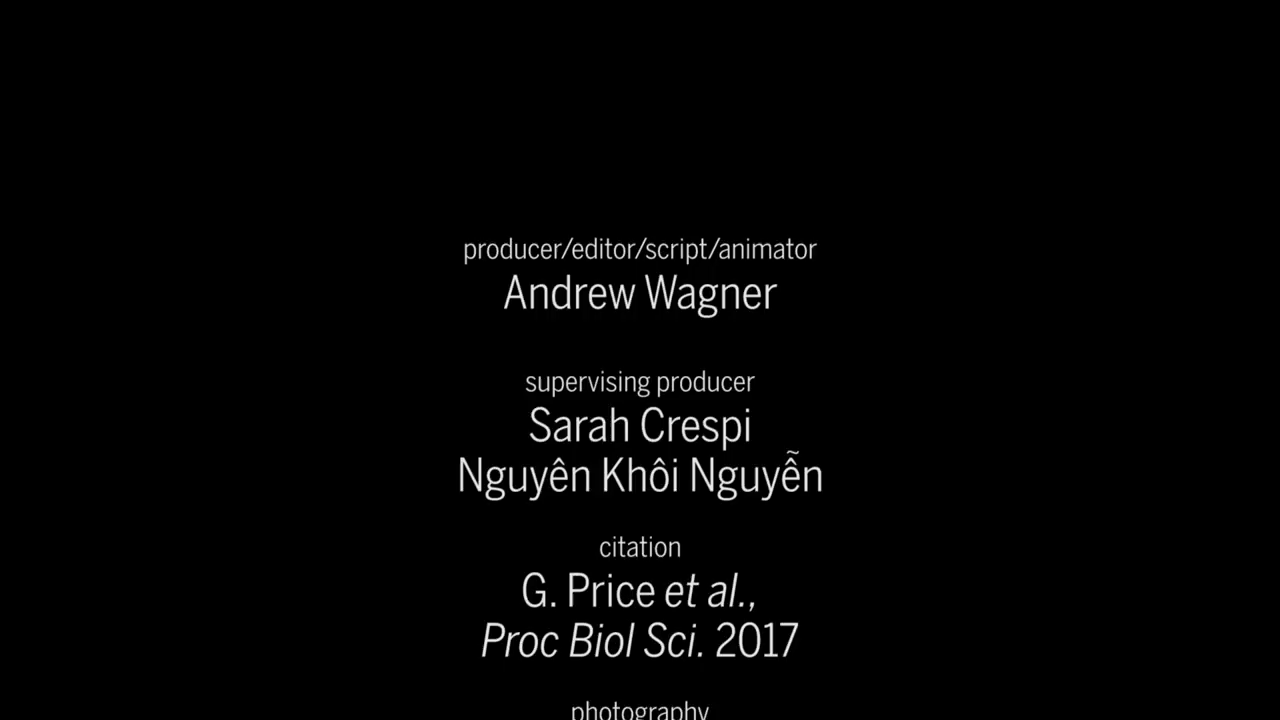 producer/editor/script/animator
Andrew Wagner
supervising producer
Sarah Crespi
Nguyên Khôi Nguyễn
citation
G. Price et al.,
Proc Biol Sci. 2017
photography